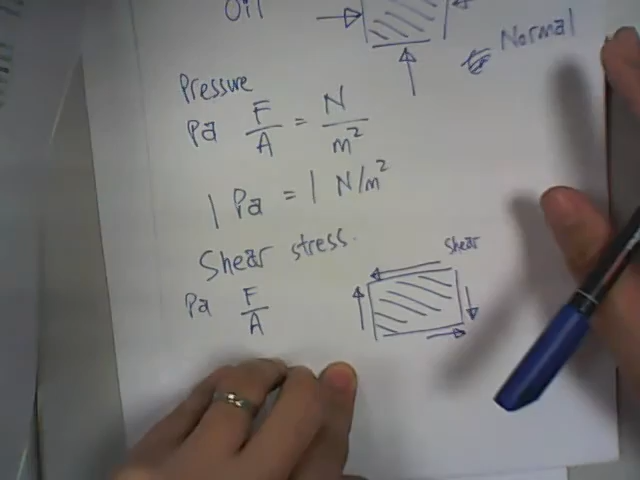 Oil
Normal
Pressure
Pa F/A = N/m²
1 Pa = 1 N/m²
Shear stress.
Shear
Pa F/A